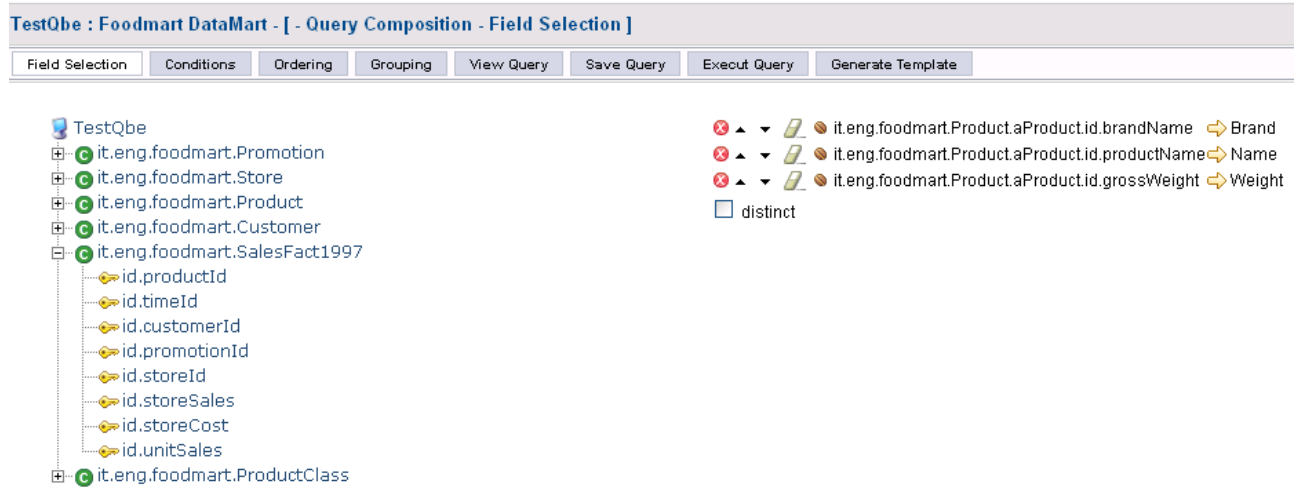 TestQbe : Foodmart DataMart - [ - Query Composition - Field Selection ]
Field Selection Conditions Ordering Grouping View Query Save Query Execut Query Generate Template
TestQbe
it.eng.foodmart.Promotion
it.eng.foodmart.Store
it.eng.foodmart.Product
it.eng.foodmart.Customer
it.eng.foodmart.SalesFact1997
id.productId
id.timeId
id.customerId
id.promotionId
id.storeId
id.storeSales
id.storeCost
id.unitSales
it.eng.foodmart.ProductClass
it.eng.foodmart.Product.aProduct.id.brandName Brand
it.eng.foodmart.Product.aProduct.id.productName Name
it.eng.foodmart.Product.aProduct.id.grossWeight Weight
distinct